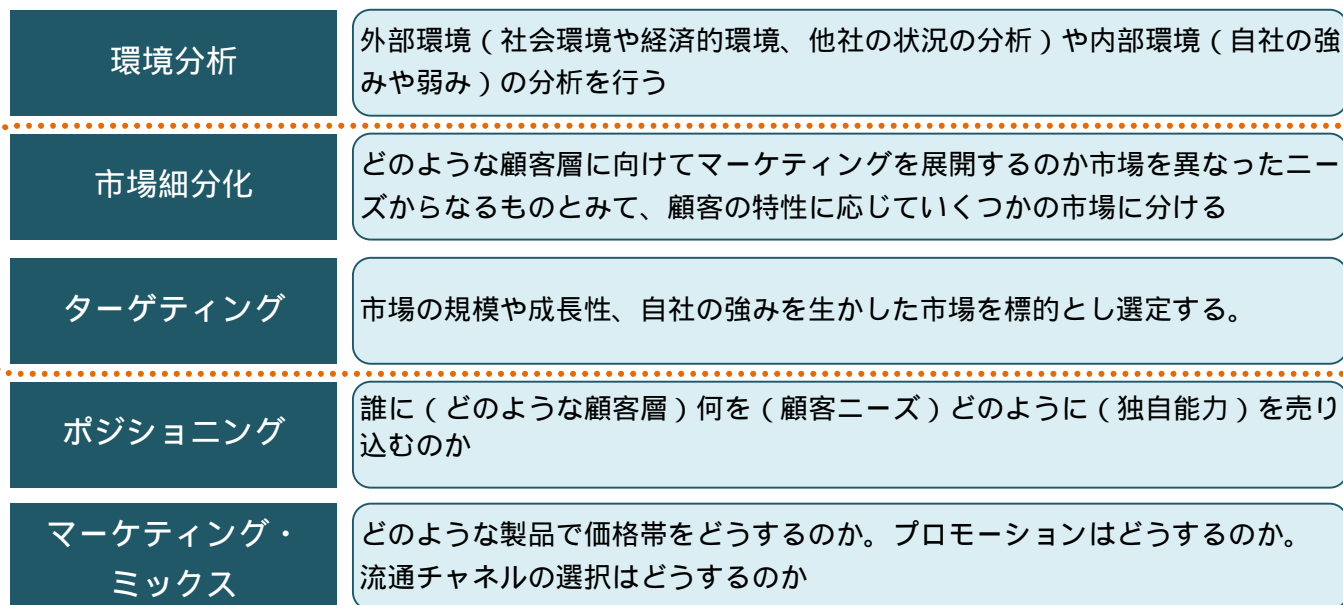 環境分析
外部環境（社会環境や経済的環境、他社の状況の分析）や内部環境（自社の強
みや弱み）の分析を行う
市場細分化
どのような顧客層に向けてマーケティングを展開するのか市場を異なったニー
ズからなるものとみて、顧客の特性に応じていくつかの市場に分ける
ターゲティング
市場の規模や成長性、自社の強みを生かした市場を標的とし選定する。
ポジショニング
誰に（どのような顧客層）何を（顧客ニーズ）どのように（独自能力）を売り
込むのか
マーケティング・
ミックス
どのような製品で価格帯をどうするのか。プロモーションはどうするのか。
流通チャネルの選択はどうするのか